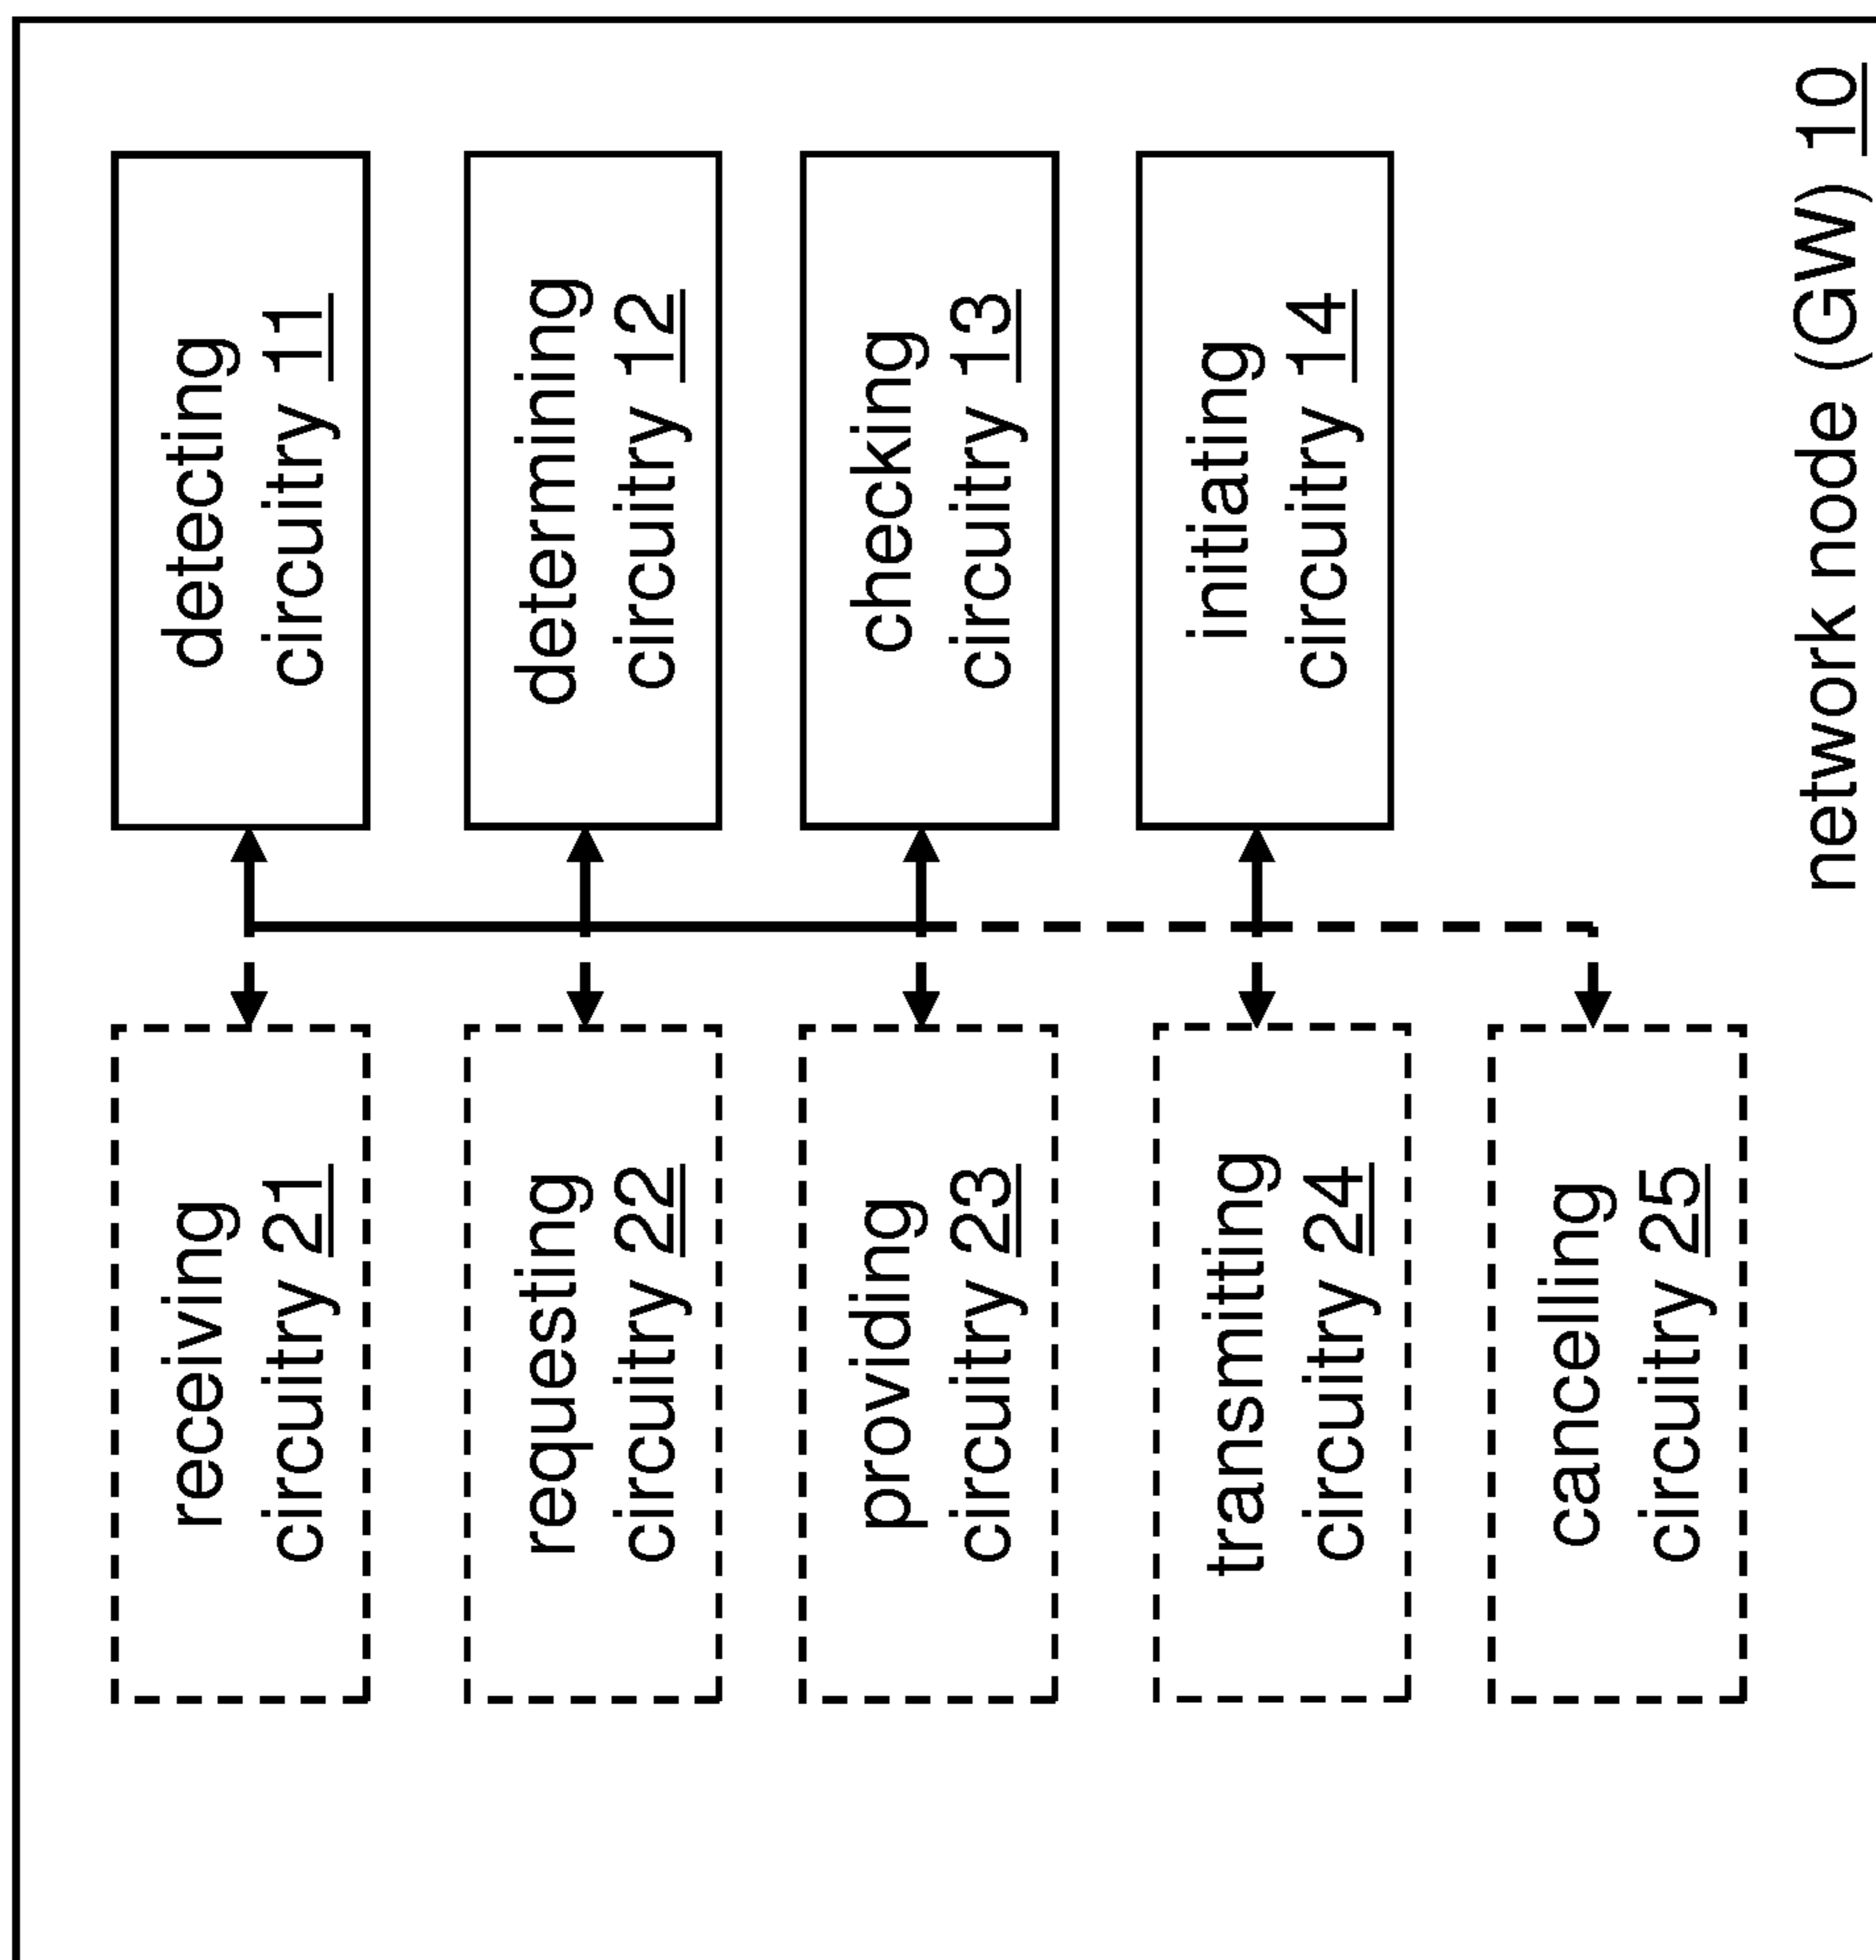 receiving
circuitry 21
detecting
circuitry 11
requesting
circuitry 22
determining
circuitry 12
providing
circuitry 23
checking
circuitry 13
transmitting
circuitry 24
initiating
circuitry 14
cancelling
circuitry 25
network node (GW) 10